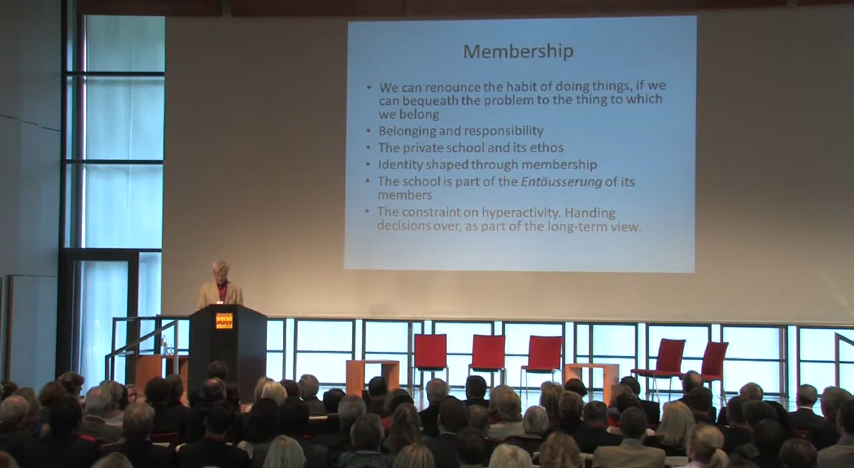 Membership
• We can renounce the habit of doing things, if we
can bequeath the problem to the thing to which
we belong
• Belonging and responsibility
• The private school and its ethos
• Identity shaped through membership
• The school is part of the Entäusserung of its
members
• The constraint on hyperactivity. Handing
decisions over, as part of the long-term view.